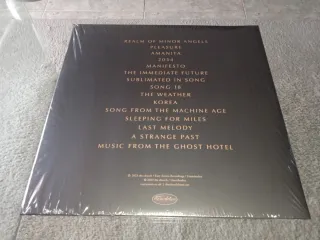 REALM OF MINOR ANGELS
PLEASURE
AMANITA
2054
MANIFESTO
THE IMMEDIATE FUTURE
SUBLIMATED IN SONG
SONG 18
THE WEATHER
KOREA
SONG FROM THE MACHINE AGE
SLEEPING FOR MILES
LAST MELODY
A STRANGE PAST
MUSIC FROM THE GHOST HOTEL